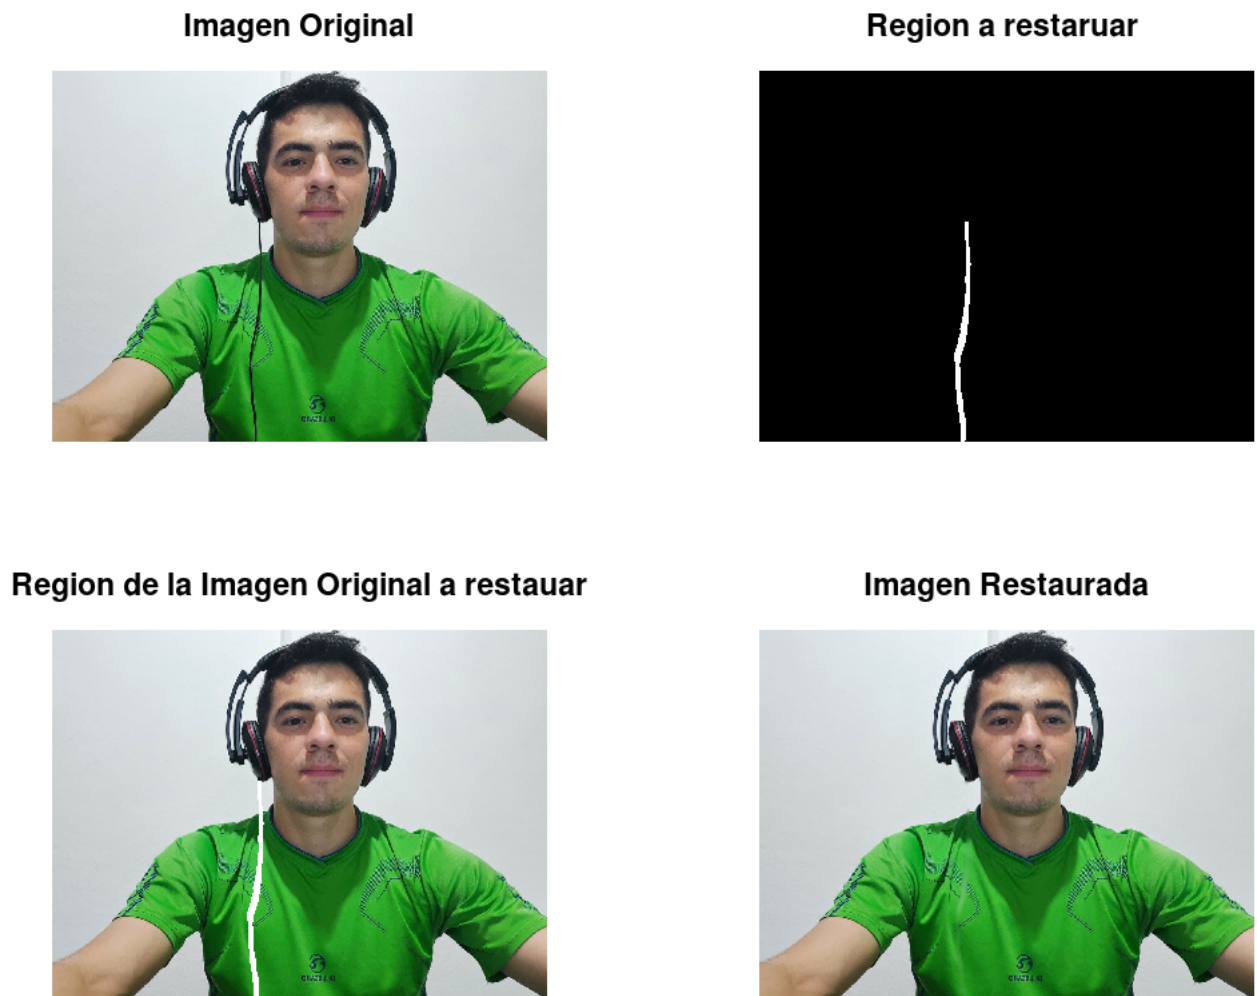 Imagen Original
Region a restaruar
Region de la Imagen Original a restauar
Imagen Restaurada